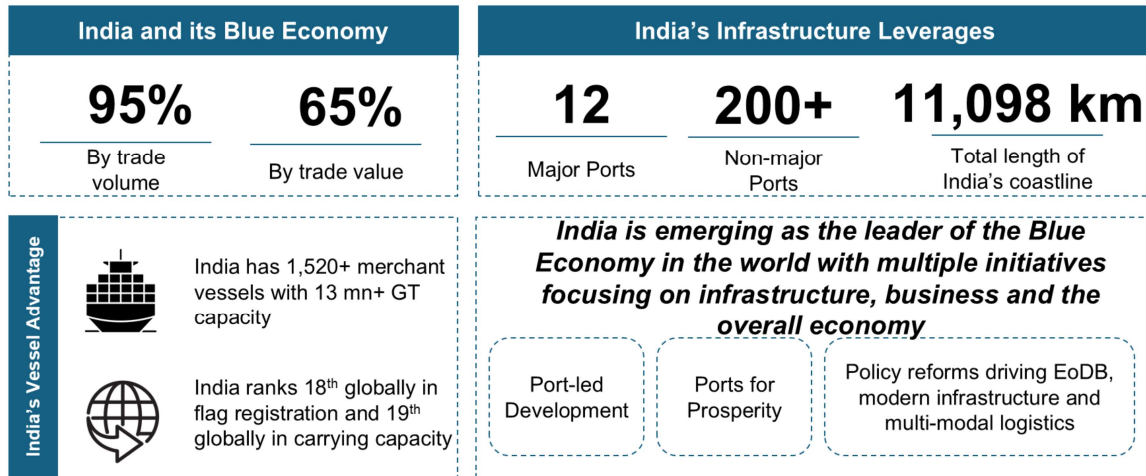 India and its Blue Economy
95%
By trade
volume
65%
By trade value
India’s Infrastructure Leverages
12
Major Ports
200+
Non-major
Ports
11,098 km
Total length of
India’s coastline
India’s Vessel Advantage
India has 1,520+ merchant
vessels with 13 mn+ GT
capacity
India ranks 18th globally in
flag registration and 19th
globally in carrying capacity
India is emerging as the leader of the Blue
Economy in the world with multiple initiatives
focusing on infrastructure, business and the
overall economy
Port-led
Development
Ports for
Prosperity
Policy reforms driving EoDB,
modern infrastructure and
multi-modal logistics